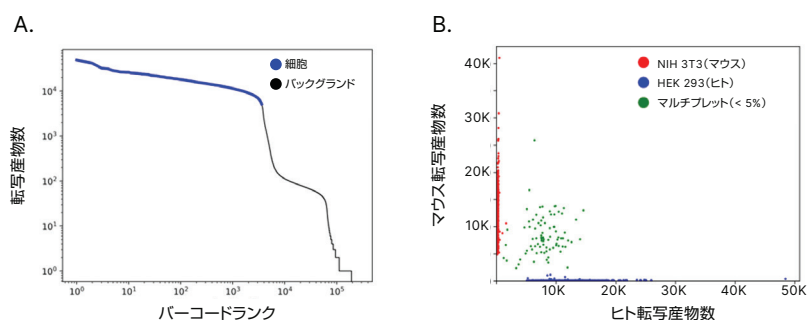 A.
細胞
バックグランド
10⁴
10³
10²
10¹
10⁰
転写産物数
10⁰ 10¹ 10² 10³ 10⁴ 10⁵
バーコードランク
B.
NIH 3T3（マウス）
HEK 293（ヒト）
マルチプレット（< 5%）
40K
30K
20K
10K
マウス転写産物数
10K 20K 30K 40K 50K
ヒト転写産物数